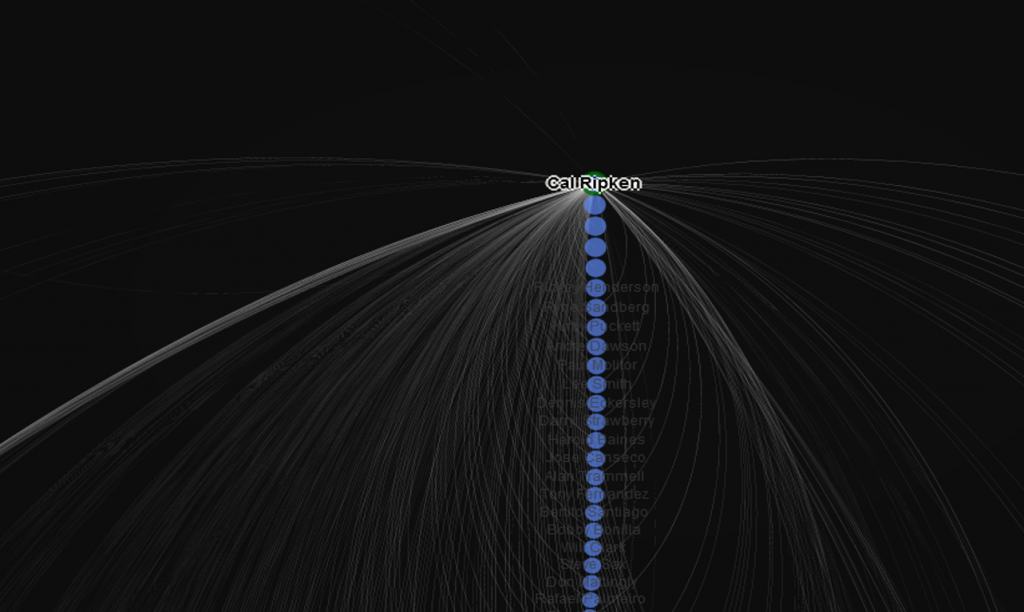 Cal Ripken
Rickey Henderson
Ryne Sandberg
Kirby Puckett
Andre Dawson
Paul Molitor
Lee Smith
Dennis Eckersley
Darryl Strawberry
Harold Baines
Jose Canseco
Alan Trammell
Tony Fernandez
Benito Santiago
Bobby Bonilla
Will Clark
Steve Sax
Don Mattingly
Rafael Palmeiro